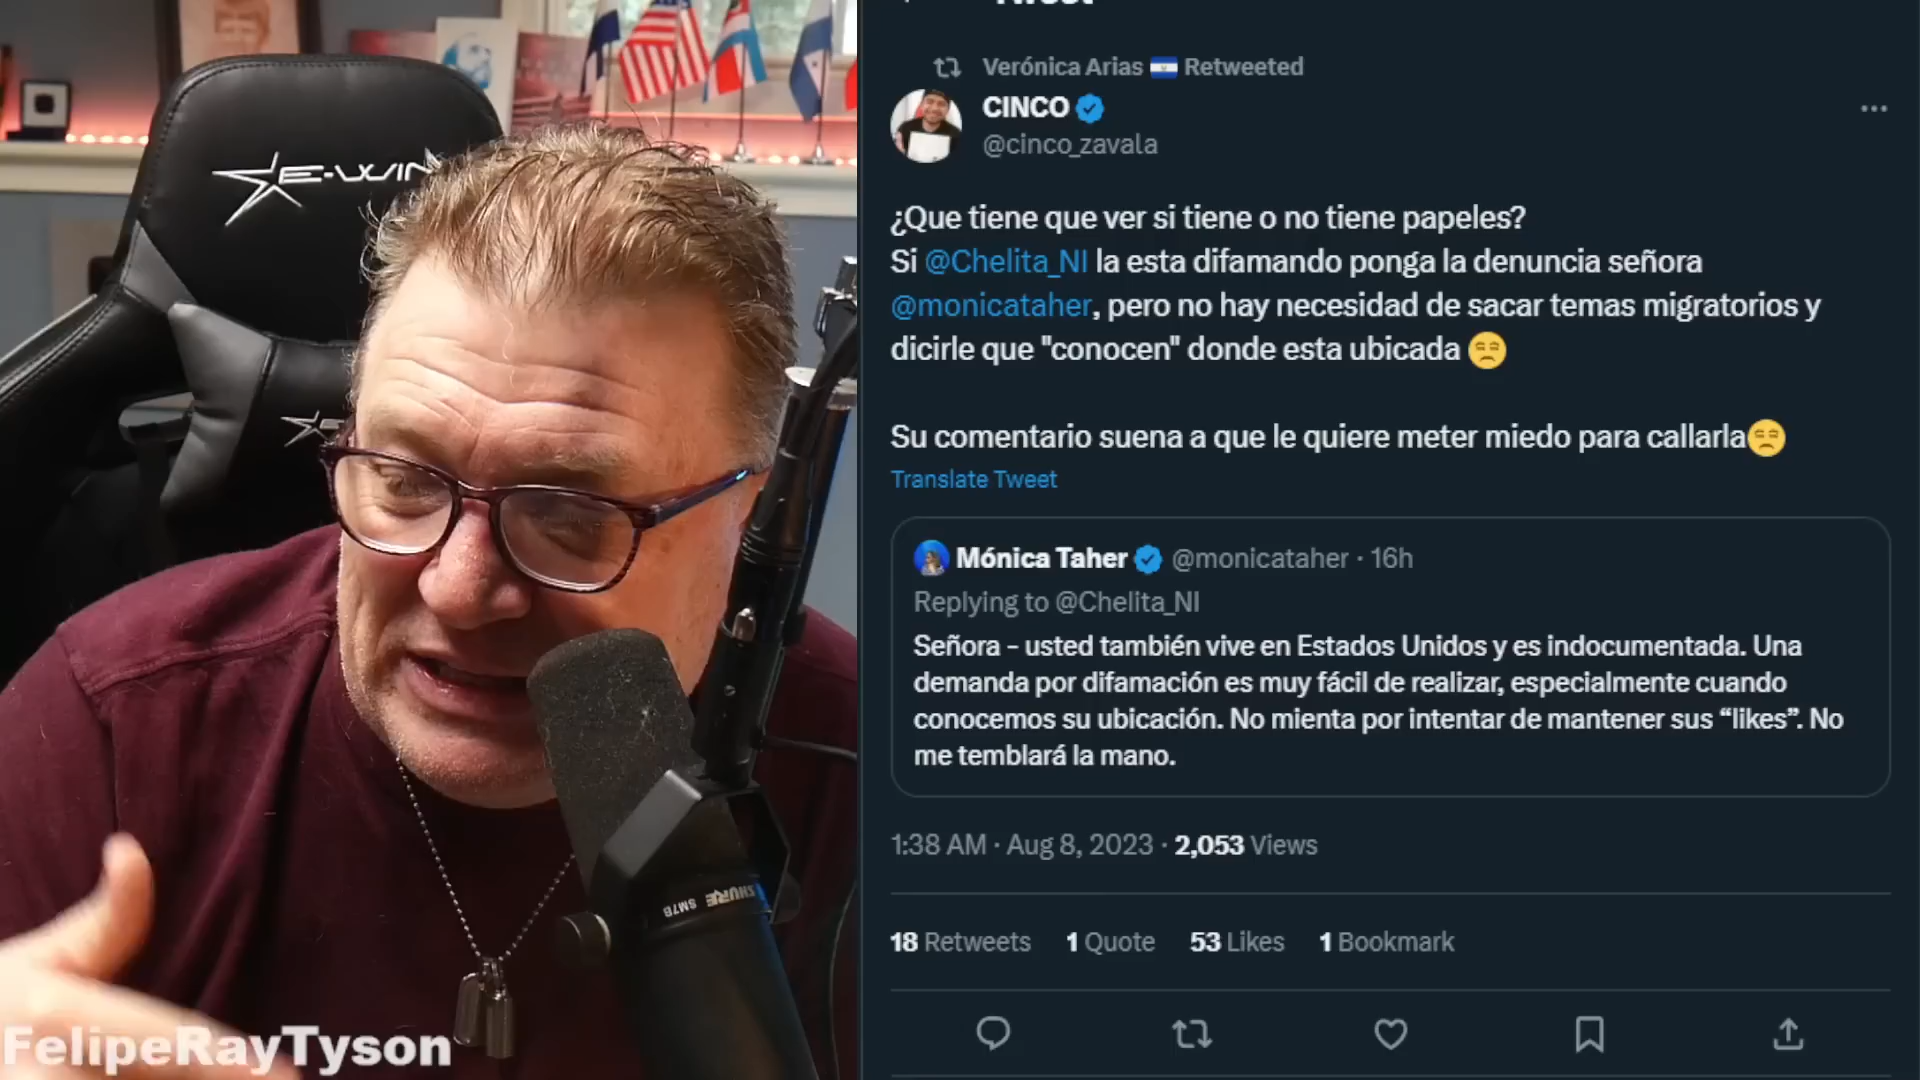 Tweet
Verónica Arias 🇸🇻 Retweeted
CINCO
@cinco_zavala
¿Que tiene que ver si tiene o no tiene papeles?
Si @Chelita_NI la esta difamando ponga la denuncia señora
@monicataher, pero no hay necesidad de sacar temas migratorios y
dicirle que "conocen" donde esta ubicada 😒
Su comentario suena a que le quiere meter miedo para callarla😒
Translate Tweet
Mónica Taher @monicataher · 16h
Replying to @Chelita_NI
Señora - usted también vive en Estados Unidos y es indocumentada. Una
demanda por difamación es muy fácil de realizar, especialmente cuando
conocemos su ubicación. No mienta por intentar de mantener sus “likes”. No
me temblará la mano.
1:38 AM · Aug 8, 2023 · 2,053 Views
18 Retweets 1 Quote 53 Likes 1 Bookmark
E-WIN
SHURE
SM7B
FelipeRayTyson